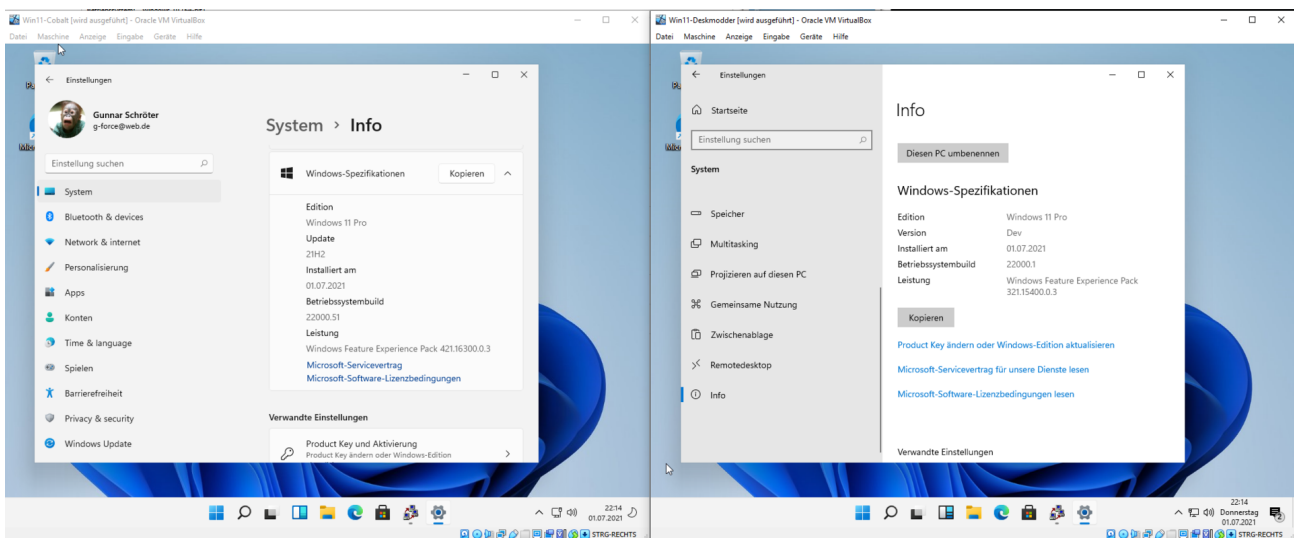 Win11-Cobalt [wird ausgeführt] - Oracle VM VirtualBox
Datei Maschine Anzeige Eingabe Geräte Hilfe
Einstellungen
Gunnar Schröter
g-force@web.de
Einstellung suchen
System
Bluetooth & devices
Network & internet
Personalisierung
Apps
Konten
Time & language
Spielen
Barrierefreiheit
Privacy & security
Windows Update
System > Info
Windows-Spezifikationen Kopieren
Edition
Windows 11 Pro
Update
21H2
Installiert am
01.07.2021
Betriebssystembuild
22000.51
Leistung
Windows Feature Experience Pack 421.16300.0.3
Microsoft-Servicevertrag
Microsoft-Software-Lizenzbedingungen
Verwandte Einstellungen
Product Key und Aktivierung
Product Key ändern oder Windows-Edition
22:14
01.07.2021
STRG-RECHTS
Win11-Deskmodder [wird ausgeführt] - Oracle VM VirtualBox
Datei Maschine Anzeige Eingabe Geräte Hilfe
Einstellungen
Startseite
Einstellung suchen
System
Speicher
Multitasking
Projizieren auf diesen PC
Gemeinsame Nutzung
Zwischenablage
Remotedesktop
Info
Info
Diesen PC umbenennen
Windows-Spezifikationen
Edition Windows 11 Pro
Version Dev
Installiert am 01.07.2021
Betriebssystembuild 22000.1
Leistung Windows Feature Experience Pack
321.15400.0.3
Kopieren
Product Key ändern oder Windows-Edition aktualisieren
Microsoft-Servicevertrag für unsere Dienste lesen
Microsoft-Software-Lizenzbedingungen lesen
Verwandte Einstellungen
22:14
Donnerstag
01.07.2021
STRG-RECHTS